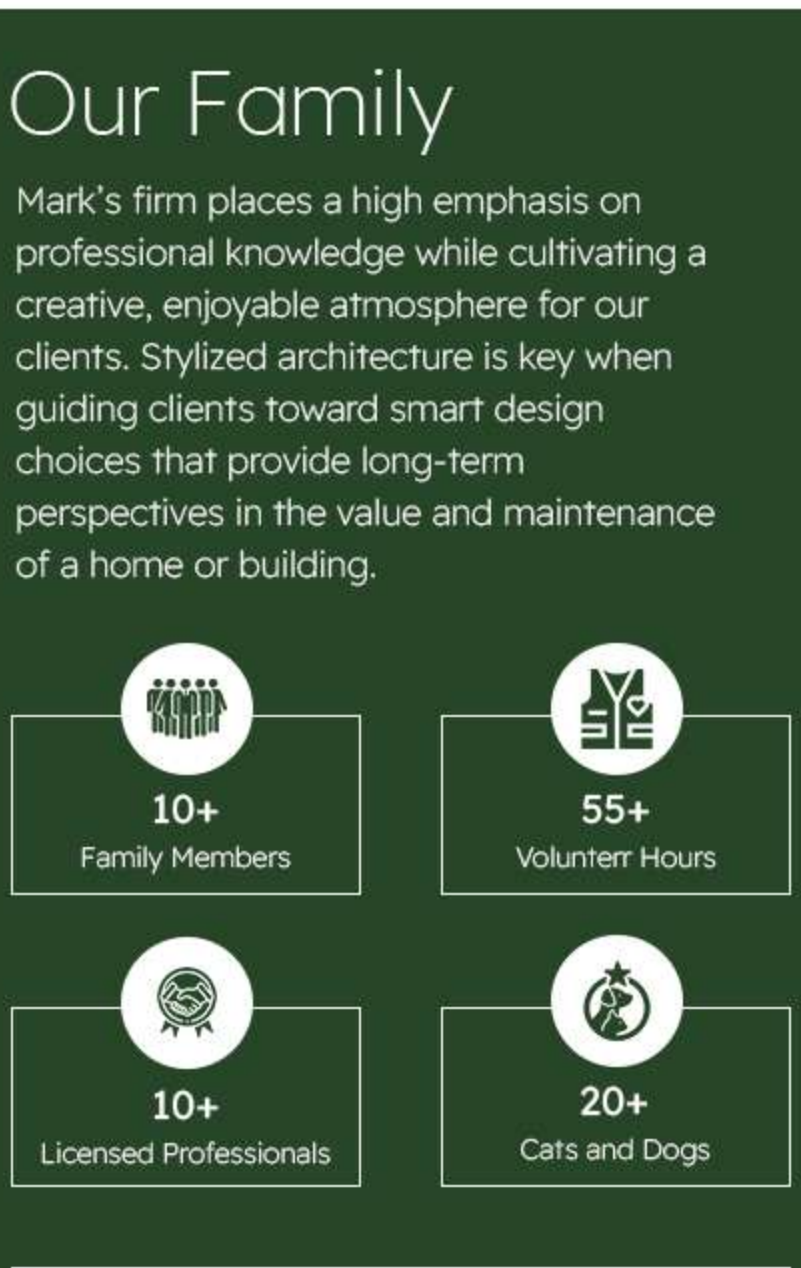 Our Family
Mark’s firm places a high emphasis on
professional knowledge while cultivating a
creative, enjoyable atmosphere for our
clients. Stylized architecture is key when
guiding clients toward smart design
choices that provide long-term
perspectives in the value and maintenance
of a home or building.
10+
Family Members
55+
Volunterr Hours
10+
Licensed Professionals
20+
Cats and Dogs